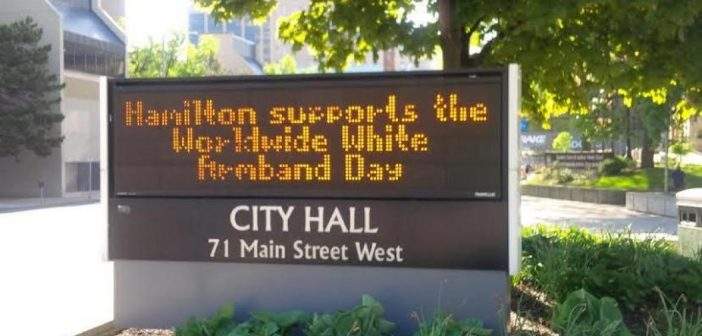 Hamilton supports the
Worldwide White
Armband Day
CITY HALL
71 Main Street West